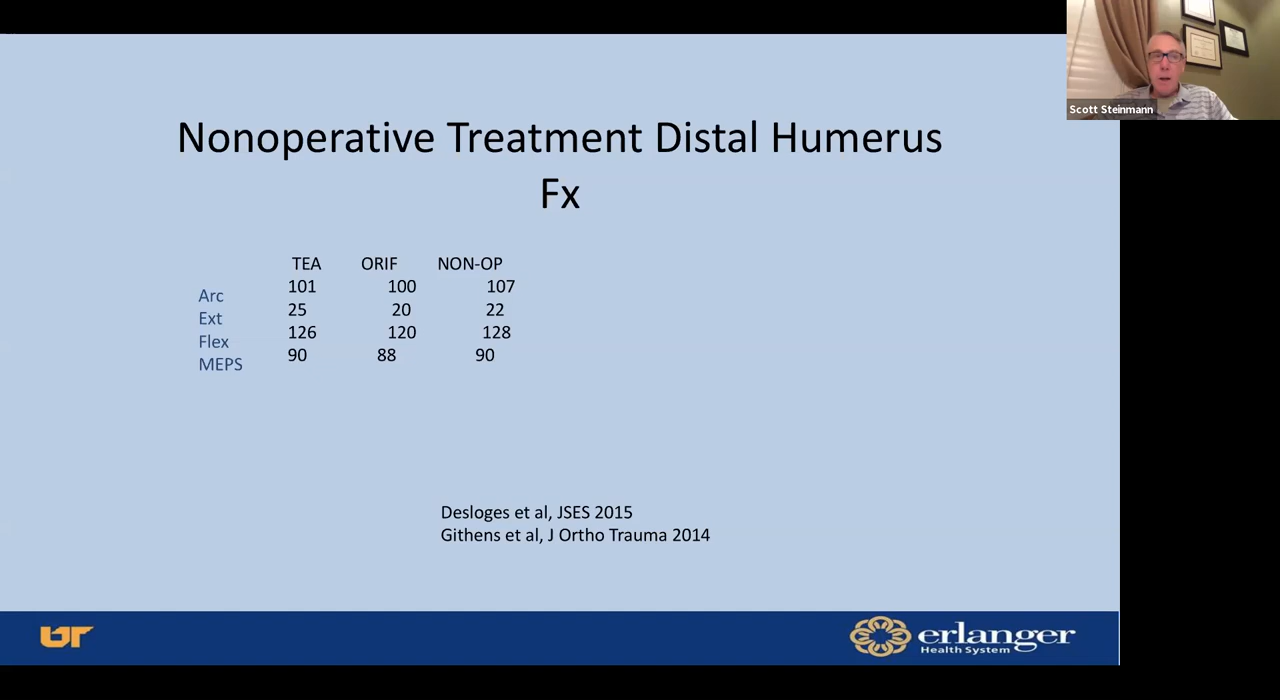 Scott Steinmann
Nonoperative Treatment Distal Humerus
Fx
TEA ORIF NON-OP
Arc 101 100 107
Ext 25 20 22
Flex 126 120 128
MEPS 90 88 90
Desloges et al, JSES 2015
Githens et al, J Ortho Trauma 2014
UT
erlanger
Health System